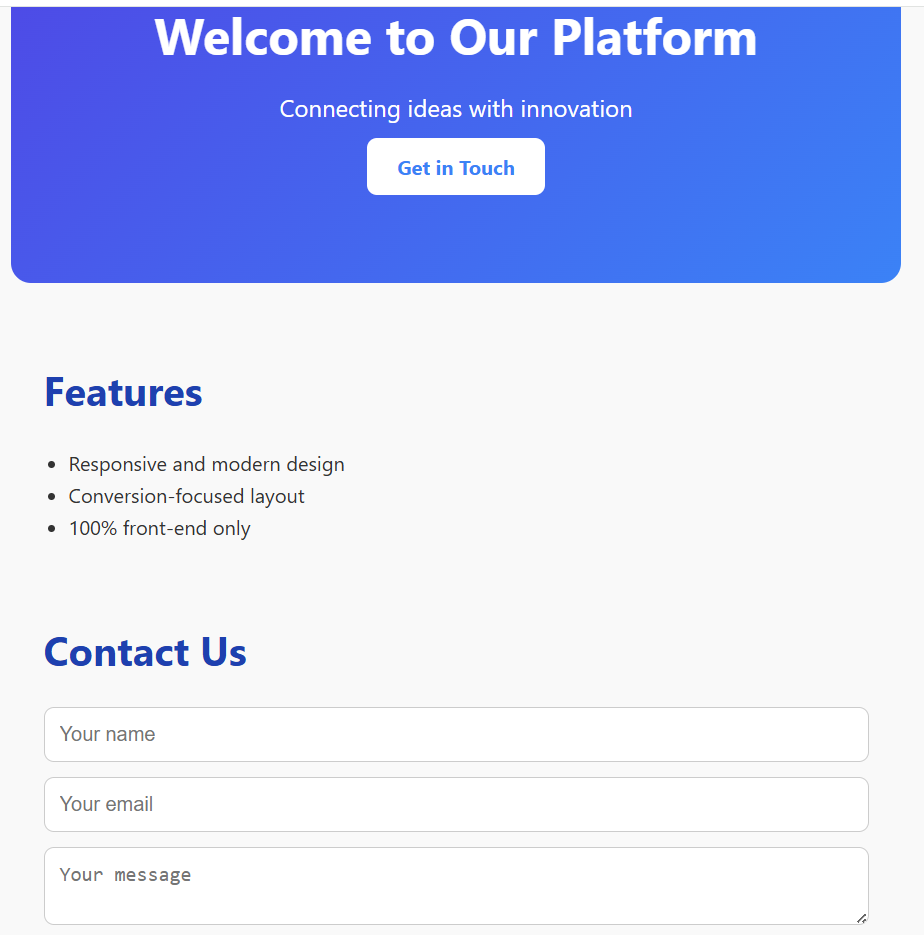 Welcome to Our Platform
Connecting ideas with innovation
Get in Touch
Features
Responsive and modern design
Conversion-focused layout
100% front-end only
Contact Us
Your name
Your email
Your message